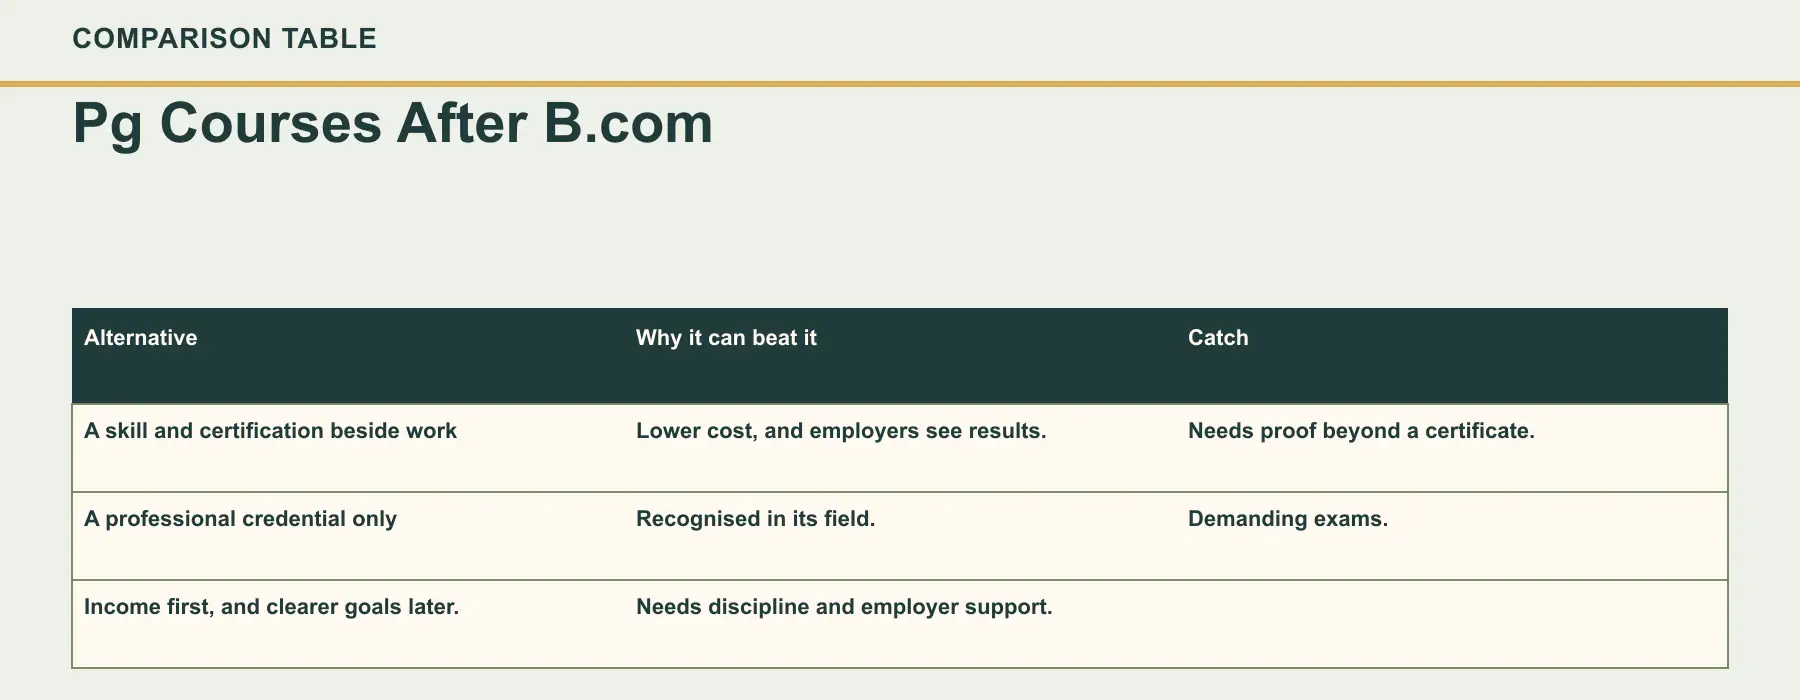 COMPARISON TABLE
Pg Courses After B.com
Alternative Why it can beat it Catch
A skill and certification beside work Lower cost, and employers see results. Needs proof beyond a certificate.
A professional credential only Recognised in its field. Demanding exams.
Income first, and clearer goals later. Needs discipline and employer support.